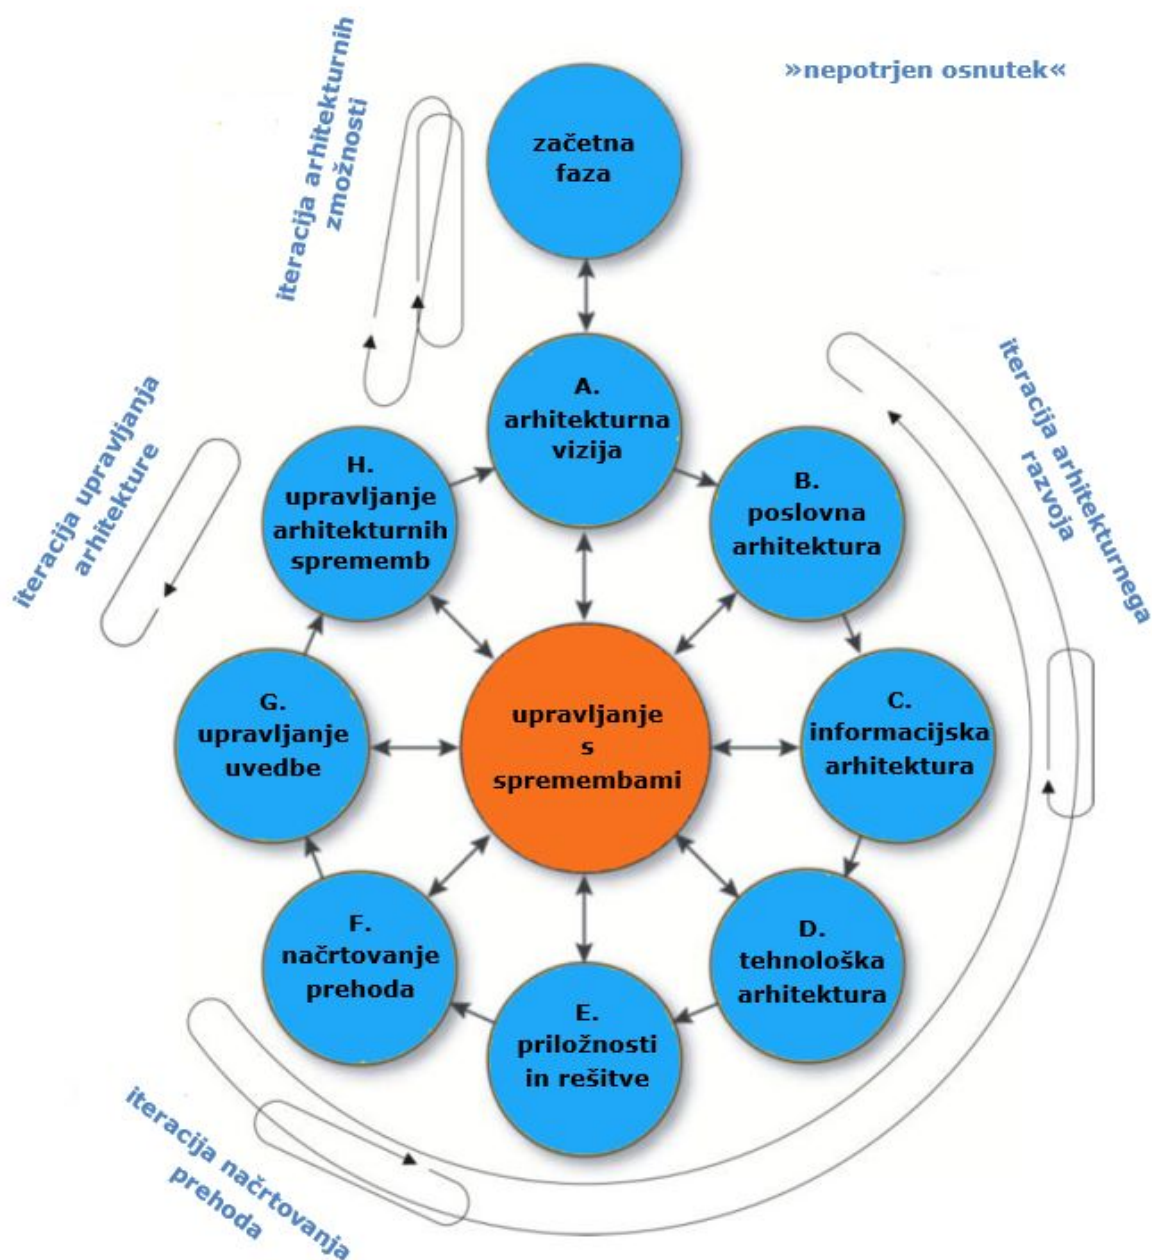 »nepotrjen osnutek«
začetna
faza
iteracija arhitekturnih
zmožnosti
A.
arhitekturna
vizija
iteracija arhitekturnega
razvoja
B.
poslovna
arhitektura
C.
informacijska
arhitektura
D.
tehnološka
arhitektura
E.
priložnosti
in rešitve
F.
načrtovanje
prehoda
G.
upravljanje
uvedbe
H.
upravljanje
arhitekturnih
sprememb
upravljanje
s
spremembami
iteracija upravljanja
arhitekture
iteracija načrtovanja
prehoda